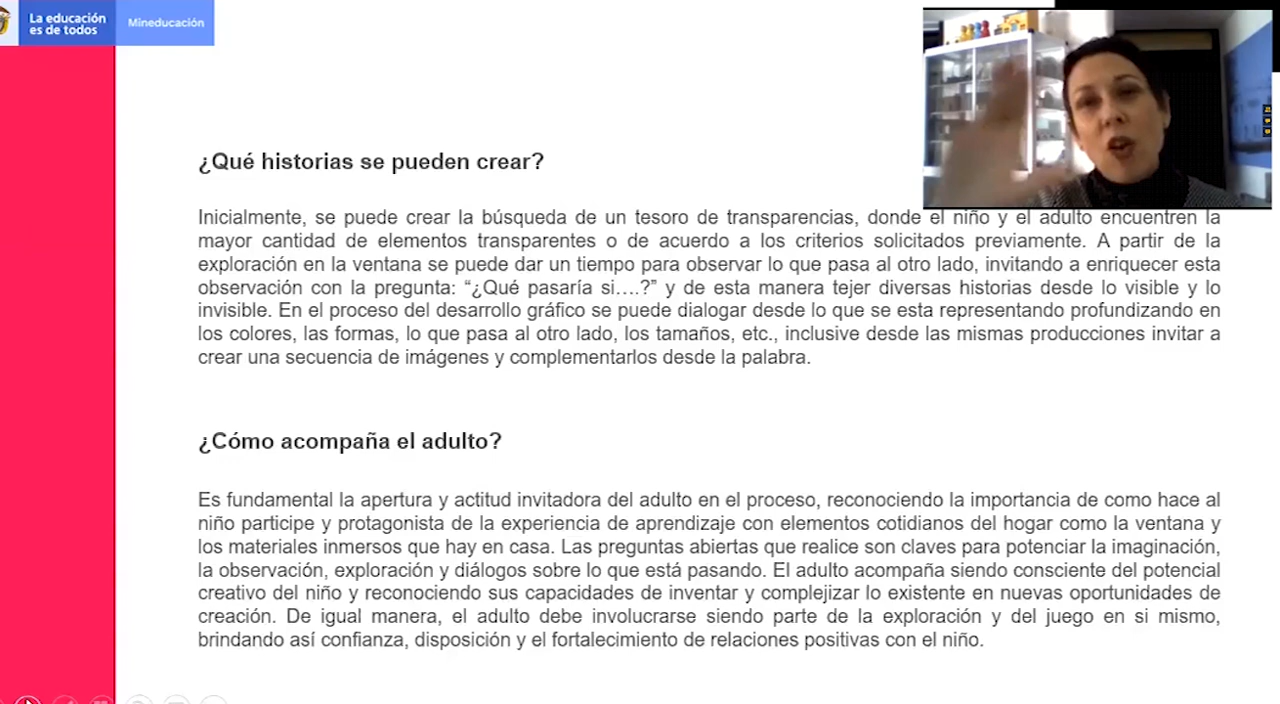 La educación
es de todos
Mineducación
¿Qué historias se pueden crear?
Inicialmente, se puede crear la búsqueda de un tesoro de transparencias, donde el niño y el adulto encuentren la
mayor cantidad de elementos transparentes o de acuerdo a los criterios solicitados previamente. A partir de la
exploración en la ventana se puede dar un tiempo para observar lo que pasa al otro lado, invitando a enriquecer esta
observación con la pregunta: “¿Qué pasaría si….?” y de esta manera tejer diversas historias desde lo visible y lo
invisible. En el proceso del desarrollo gráfico se puede dialogar desde lo que se esta representando profundizando en
los colores, las formas, lo que pasa al otro lado, los tamaños, etc., inclusive desde las mismas producciones invitar a
crear una secuencia de imágenes y complementarlos desde la palabra.
¿Cómo acompaña el adulto?
Es fundamental la apertura y actitud invitadora del adulto en el proceso, reconociendo la importancia de como hace al
niño participe y protagonista de la experiencia de aprendizaje con elementos cotidianos del hogar como la ventana y
los materiales inmersos que hay en casa. Las preguntas abiertas que realice son claves para potenciar la imaginación,
la observación, exploración y diálogos sobre lo que está pasando. El adulto acompaña siendo consciente del potencial
creativo del niño y reconociendo sus capacidades de inventar y complejizar lo existente en nuevas oportunidades de
creación. De igual manera, el adulto debe involucrarse siendo parte de la exploración y del juego en si mismo,
brindando así confianza, disposición y el fortalecimiento de relaciones positivas con el niño.